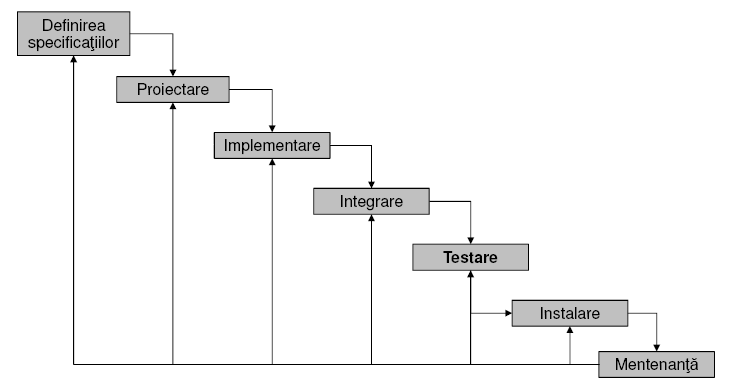 Definirea
specificaţiilor
Proiectare
Implementare
Integrare
Testare
Instalare
Mentenanţă